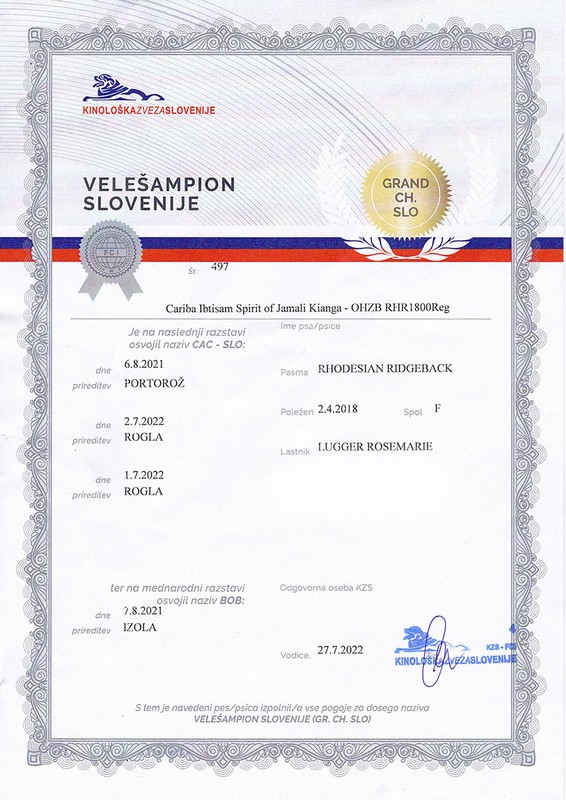 KINOLOŠKAZVEZASLOVENIJE
VELEŠAMPION
SLOVENIJE
GRAND
CH.
SLO
FCI
Št.: 497
Cariba Ibtisam Spirit of Jamali Kianga - OHZB RHR1800Reg
Ime psa/psice
Je na naslednji razstavi
osvojil naziv CAC - SLO:
dne 6.8.2021
prireditev PORTOROŽ
Pasma RHODESIAN RIDGEBACK
Poležen 2.4.2018 Spol F
dne 2.7.2022
prireditev ROGLA
Lastnik LUGGER ROSEMARIE
dne 1.7.2022
prireditev ROGLA
ter na mednarodni razstavi
osvojil naziv BOB:
Odgovorna oseba KZS
dne 7.8.2021
prireditev IZOLA
Vodice, 27.7.2022
4
KZS - FCI
KINOLOŠKAZVEZASLOVENIJE
S tem je navedeni pes/psica izpolnil/a vse pogoje za dosego naziva
VELEŠAMPION SLOVENIJE (GR. CH. SLO)